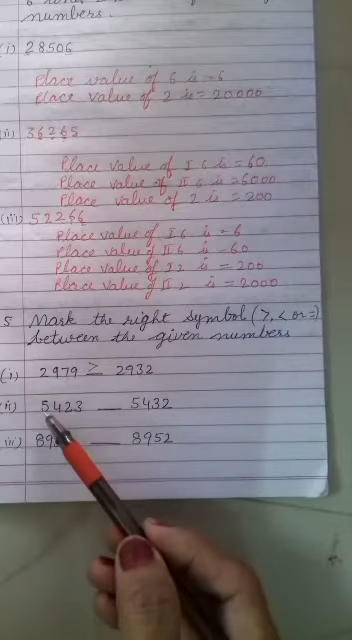 numbers.
(i) 28506
Place value of 6 is = 6
Place value of 2 is = 20000
(ii) 36265
Place value of I 6 is = 60
Place value of II 6 is = 6000
Place value of 2 is = 200
(iii) 52266
Place value of I 6 is = 6
Place value of II 6 is = 60
Place value of I 2 is = 200
Place value of II 2 is = 2000
5 Mark the right symbol (>, < or =)
between the given numbers
(i) 2979 > 2932
(ii) 5423 __ 5432
(iii) __ 8952